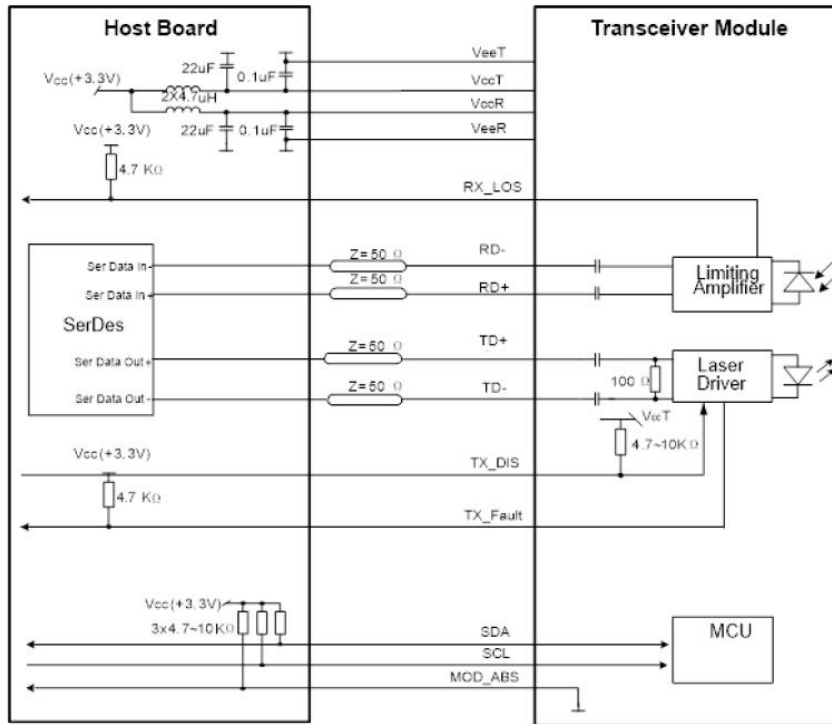 Host Board
Transceiver Module
VeeT
22uF
0.1uF
Vcc(+3.3V)
VccT
2X4.7uH
VccR
Vcc(+3.3V)
22uF
0.1uF
VeeR
4.7 KΩ
RX_LOS
Z=50 Ω
RD-
Ser Data In -
Limiting
Amplifier
Z=50 Ω
Ser Data In +
RD+
SerDes
TD+
Z=50 Ω
Ser Data Out +
Laser
Driver
100 Ω
Z=50 Ω
TD-
Ser Data Out -
VccT
4.7~10KΩ
Vcc(+3.3V)
TX_DIS
4.7 KΩ
TX_Fault
Vcc(+3.3V)
3x4.7~10KΩ
SDA
MCU
SCL
MOD_ABS